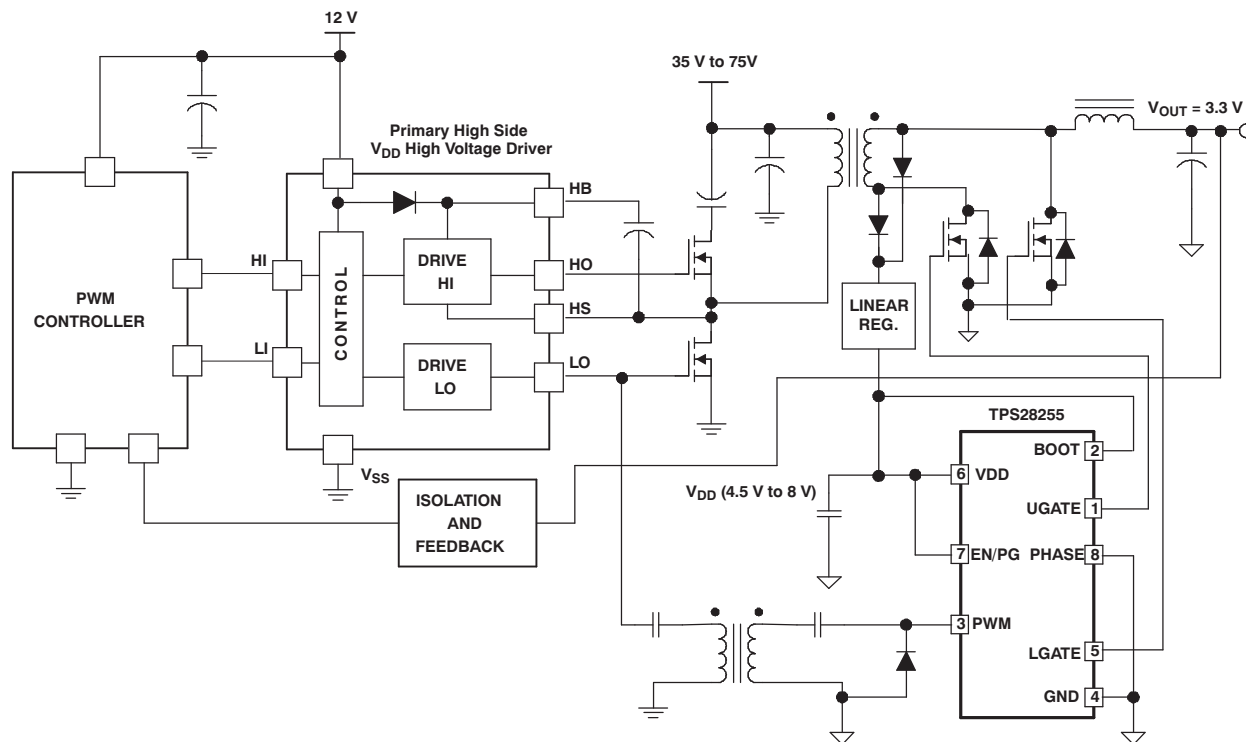 12 V
35 V to 75V
VOUT = 3.3 V
Primary High Side
VDD High Voltage Driver
HB
HI
DRIVE
HI
HO
PWM
CONTROLLER
CONTROL
HS
LINEAR
REG.
LI
DRIVE
LO
LO
TPS28255
VSS
BOOT 2
6 VDD
VDD (4.5 V to 8 V)
ISOLATION
AND
FEEDBACK
UGATE 1
7 EN/PG PHASE 8
3 PWM
LGATE 5
GND 4